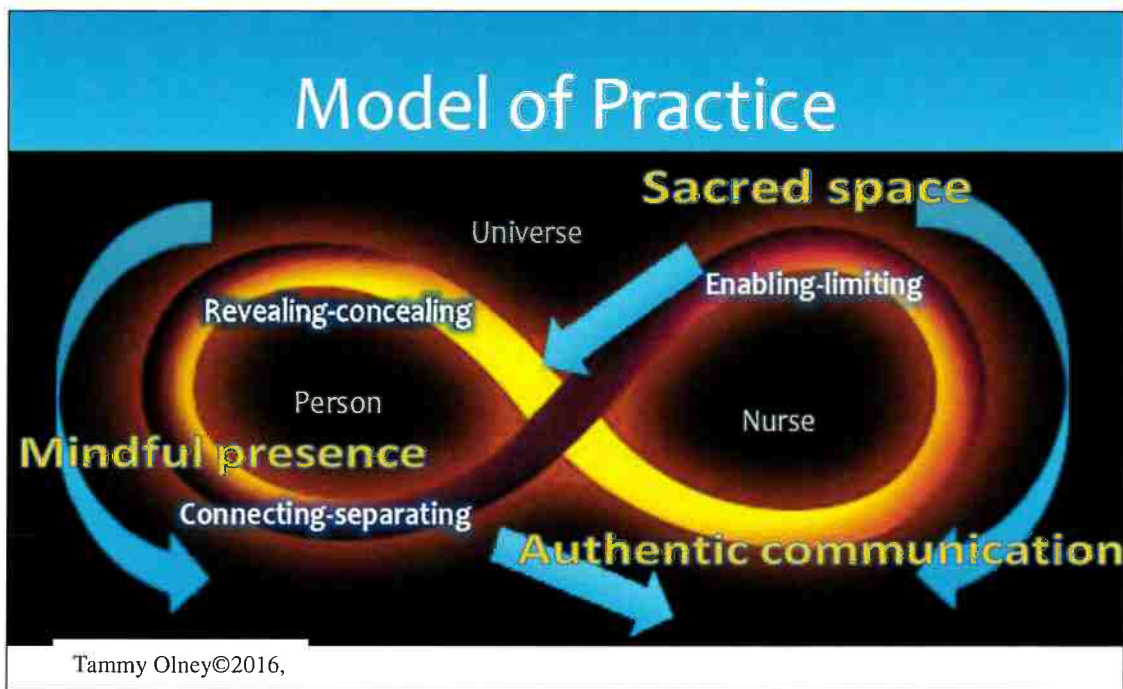 Model of Practice
Sacred space
Universe
Enabling-limiting
Revealing-concealing
Person
Nurse
Mindful presence
Connecting-separating
Authentic communication
Tammy Olney©2016,